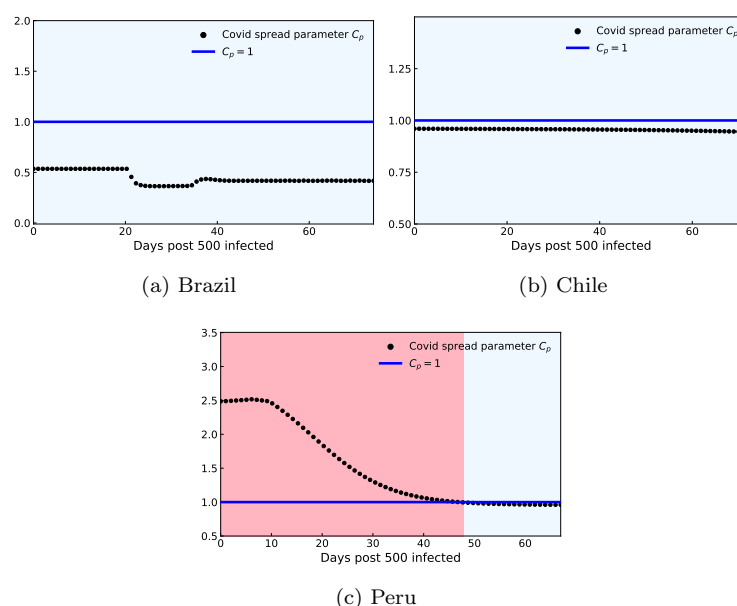 2.0
1.5
1.0
0.5
0.0
0 20 40 60
Covid spread parameter Cₚ
Cₚ = 1
Days post 500 infected
(a) Brazil
1.25
1.00
0.75
0.50
0 20 40 60
Covid spread parameter Cₚ
Cₚ = 1
Days post 500 infected
(b) Chile
3.5
3.0
2.5
2.0
1.5
1.0
0.5
0 10 20 30 40 50 60
Covid spread parameter Cₚ
Cₚ = 1
Days post 500 infected
(c) Peru